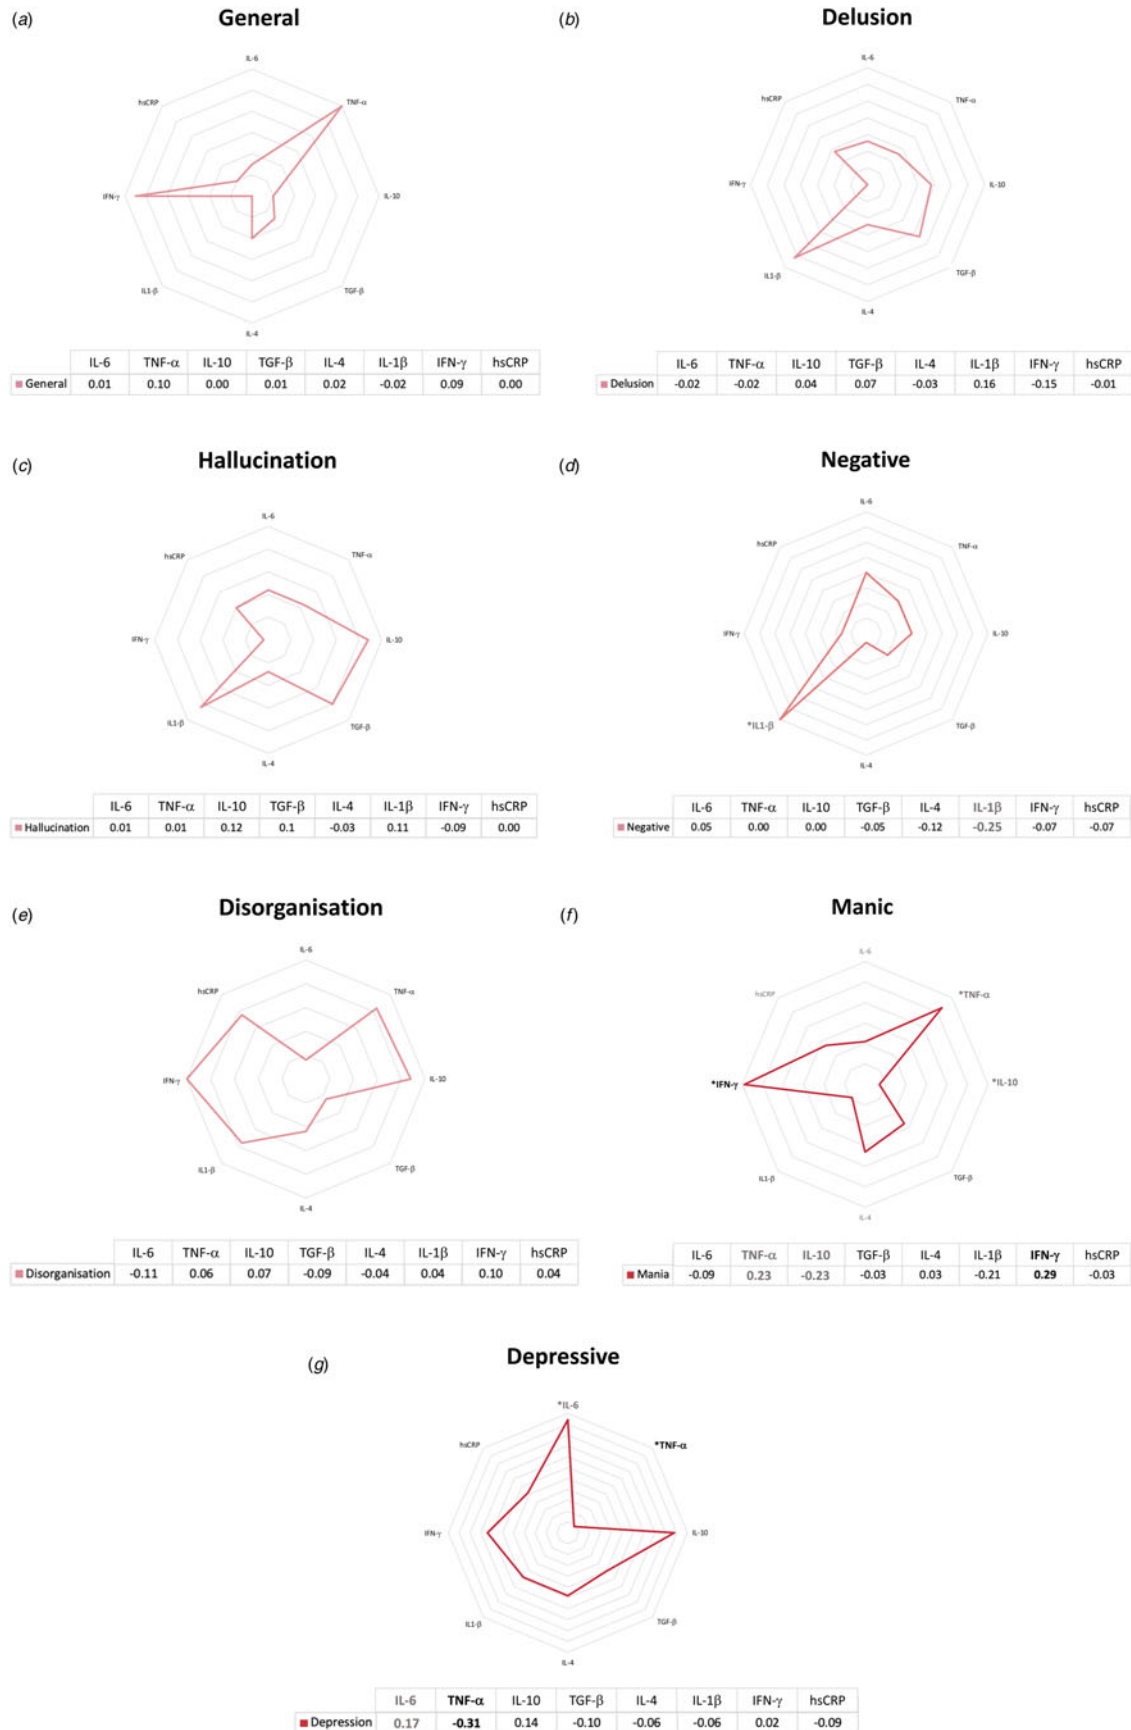 (a) General
IL-6
hsCRP TNF-α
IFN-γ IL-10
IL1-β TGF-β
IL-4
IL-6 TNF-α IL-10 TGF-β IL-4 IL-1β IFN-γ hsCRP
General 0.01 0.10 0.00 0.01 0.02 -0.02 0.09 0.00
(b) Delusion
IL-6
hsCRP TNF-α
IFN-γ IL-10
IL1-β TGF-β
IL-4
IL-6 TNF-α IL-10 TGF-β IL-4 IL-1β IFN-γ hsCRP
Delusion -0.02 -0.02 0.04 0.07 -0.03 0.16 -0.15 -0.01
(c) Hallucination
IL-6
hsCRP TNF-α
IFN-γ IL-10
IL1-β TGF-β
IL-4
IL-6 TNF-α IL-10 TGF-β IL-4 IL-1β IFN-γ hsCRP
Hallucination 0.01 0.01 0.12 0.1 -0.03 0.11 -0.09 0.00
(d) Negative
IL-6
hsCRP TNF-α
IFN-γ IL-10
*IL1-β TGF-β
IL-4
IL-6 TNF-α IL-10 TGF-β IL-4 IL-1β IFN-γ hsCRP
Negative 0.05 0.00 0.00 -0.05 -0.12 -0.25 -0.07 -0.07
(e) Disorganisation
IL-6
hsCRP TNF-α
IFN-γ IL-10
IL1-β TGF-β
IL-4
IL-6 TNF-α IL-10 TGF-β IL-4 IL-1β IFN-γ hsCRP
Disorganisation -0.11 0.06 0.07 -0.09 -0.04 0.04 0.10 0.04
(f) Manic
IL-6
hsCRP *TNF-α
*IFN-γ *IL-10
IL1-β TGF-β
IL-4
IL-6 TNF-α IL-10 TGF-β IL-4 IL-1β IFN-γ hsCRP
Mania -0.09 0.23 -0.23 -0.03 0.03 -0.21 0.29 -0.03
(g) Depressive
*IL-6
hsCRP *TNF-α
IFN-γ IL-10
IL1-β TGF-β
IL-4
IL-6 TNF-α IL-10 TGF-β IL-4 IL-1β IFN-γ hsCRP
Depression 0.17 -0.31 0.14 -0.10 -0.06 -0.06 0.02 -0.09